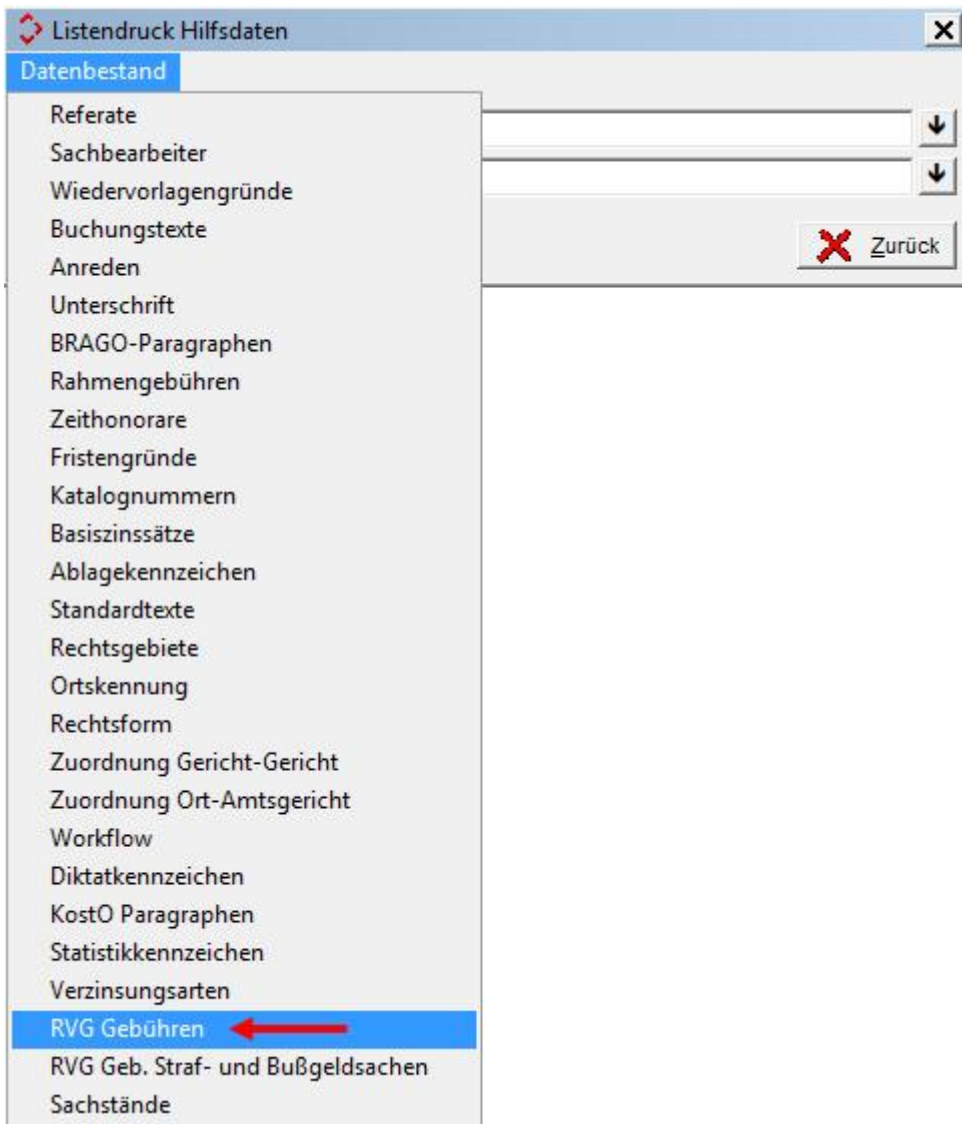 Listendruck Hilfsdaten
Datenbestand
Referate
Sachbearbeiter
Wiedervorlagengründe
Buchungstexte
Zurück
Anreden
Unterschrift
BRAGO-Paragraphen
Rahmengebühren
Zeithonorare
Fristengründe
Katalognummern
Basiszinssätze
Ablagekennzeichen
Standardtexte
Rechtsgebiete
Ortskennung
Rechtsform
Zuordnung Gericht-Gericht
Zuordnung Ort-Amtsgericht
Workflow
Diktatkennzeichen
KostO Paragraphen
Statistikkennzeichen
Verzinsungsarten
RVG Gebühren
RVG Geb. Straf- und Bußgeldsachen
Sachstände